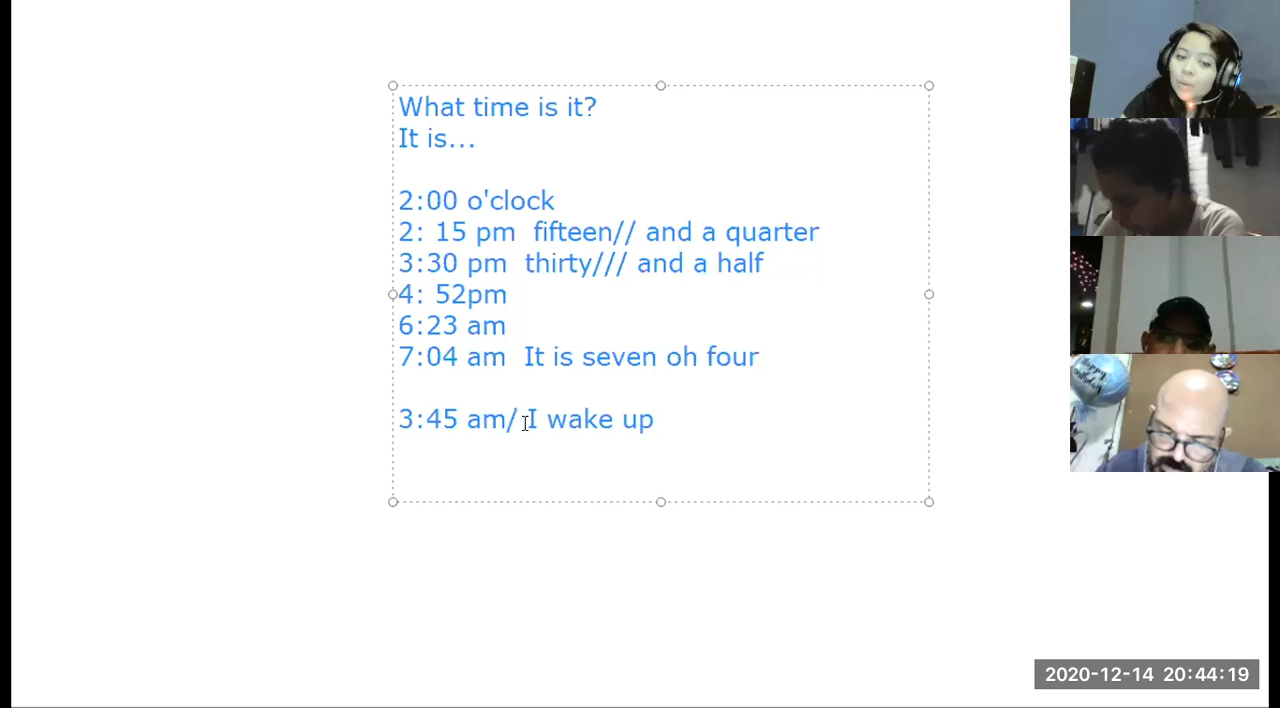 What time is it?
It is...
2:00 o'clock
2: 15 pm  fifteen// and a quarter
3:30 pm  thirty/// and a half
4: 52pm
6:23 am
7:04 am  It is seven oh four
3:45 am/ I wake up
Happy
birthday
2020-12-14 20:44:19